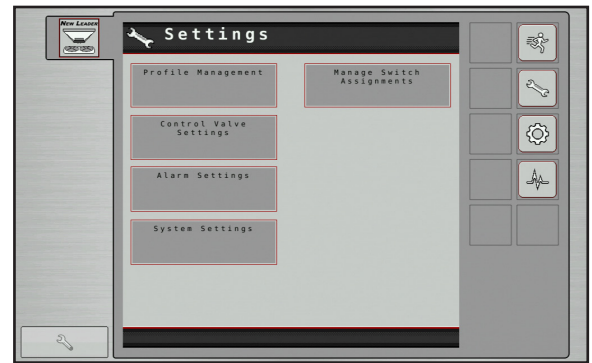 NEW LEADER
Settings
Profile Management
Manage Switch
Assignments
Control Valve
Settings
Alarm Settings
System Settings